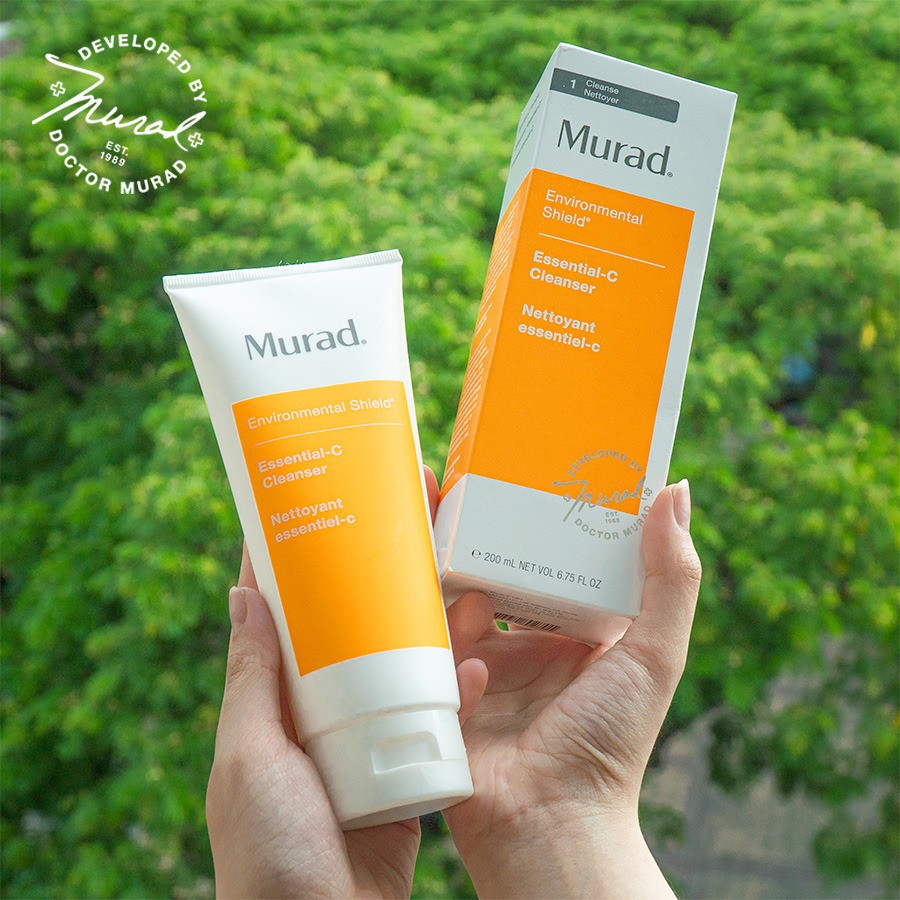 DEVELOPED BY
Murad
EST.
1989
DOCTOR MURAD
1 Cleanse
Nettoyer
Murad®
Environmental
Shield®
Essential-C
Cleanser
Nettoyant
essentiel-c
DEVELOPED BY
Murad
EST.
1989
DOCTOR MURAD
℮ 200 mL NET VOL 6.75 FL OZ
Murad®
Environmental Shield®
Essential-C
Cleanser
Nettoyant
essentiel-c